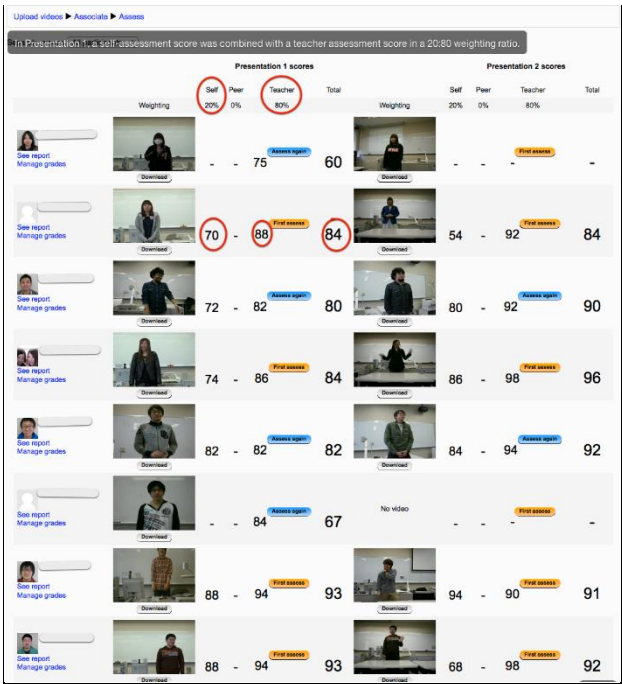 Upload videos ▶ Associate ▶ Assess
In Presentation 1, a self-assessment score was combined with a teacher assessment score in a 20:80 weighting ratio.
Presentation 1 scores Presentation 2 scores
Self Peer Teacher Total Self Peer Teacher Total
Weighting 20% 0% 80% Weighting 20% 0% 80%
Assess again First assess
See report - - 75 60 - - - -
Manage grades
Download Download
First assess
See report 70 - 88 84 54 - 92 84
Manage grades
Download Download
Assess again Assess again
See report 72 - 82 80 80 - 92 90
Manage grades
Download Download
First assess First assess
See report 74 - 86 84 86 - 98 96
Manage grades
Download Download
Assess again Assess again
See report 82 - 82 82 84 - 94 92
Manage grades
Download Download
Assess again No video First assess
See report - - 84 67 - - - -
Manage grades
Download
First assess First assess
See report 88 - 94 93 94 - 90 91
Manage grades
Download Download
First assess First assess
See report 88 - 94 93 68 - 98 92
Manage grades
Download Download